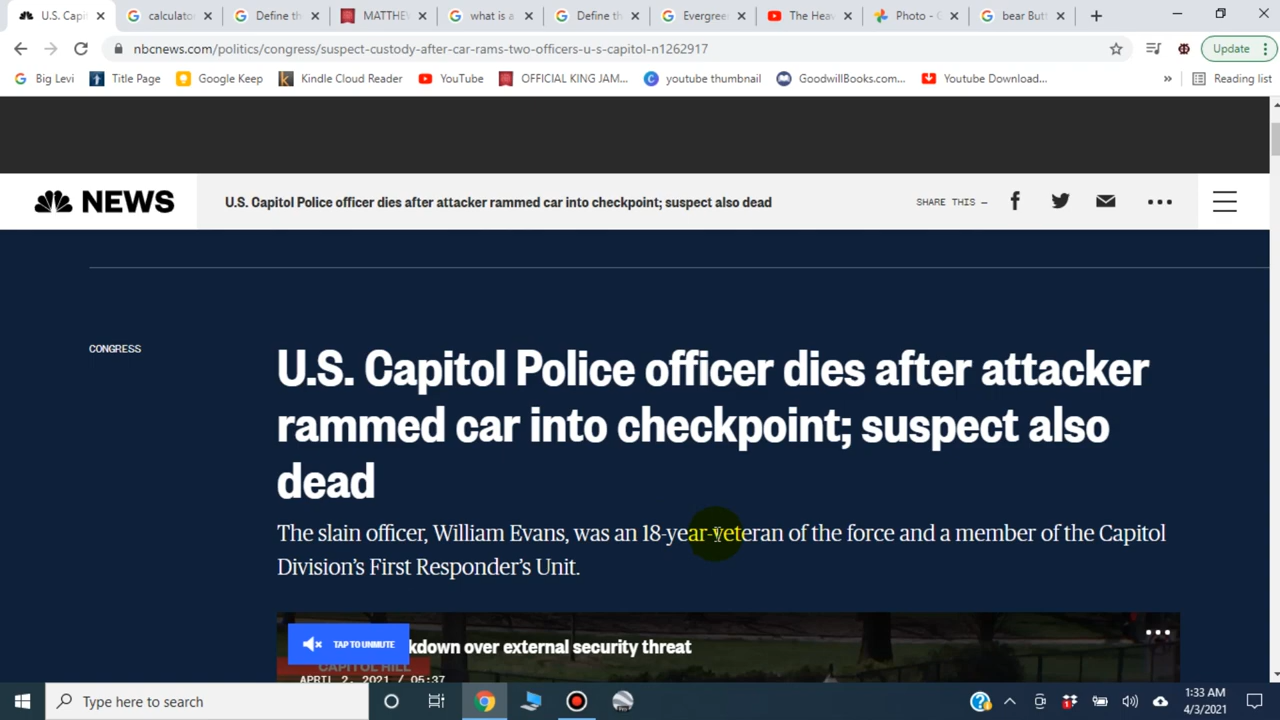 U.S. Capi
calculato
Define th
MATTHE
what is a
Define th
Evergree
The Hea
Photo - G
bear Butt
nbcnews.com/politics/congress/suspect-custody-after-car-rams-two-officers-u-s-capitol-n1262917
Update
Big Levi
Title Page
Google Keep
Kindle Cloud Reader
YouTube
OFFICIAL KING JAM...
youtube thumbnail
GoodwillBooks.com...
Youtube Download...
»
Reading list
NEWS
U.S. Capitol Police officer dies after attacker rammed car into checkpoint; suspect also dead
SHARE THIS —
CONGRESS
U.S. Capitol Police officer dies after attacker
rammed car into checkpoint; suspect also
dead
The slain officer, William Evans, was an 18-year-veteran of the force and a member of the Capitol
Division's First Responder's Unit.
TAP TO UNMUTE
kdown over external security threat
CAPITOL HILL
APRIL 2, 2021 / 05:37
Type here to search
1:33 AM
4/3/2021